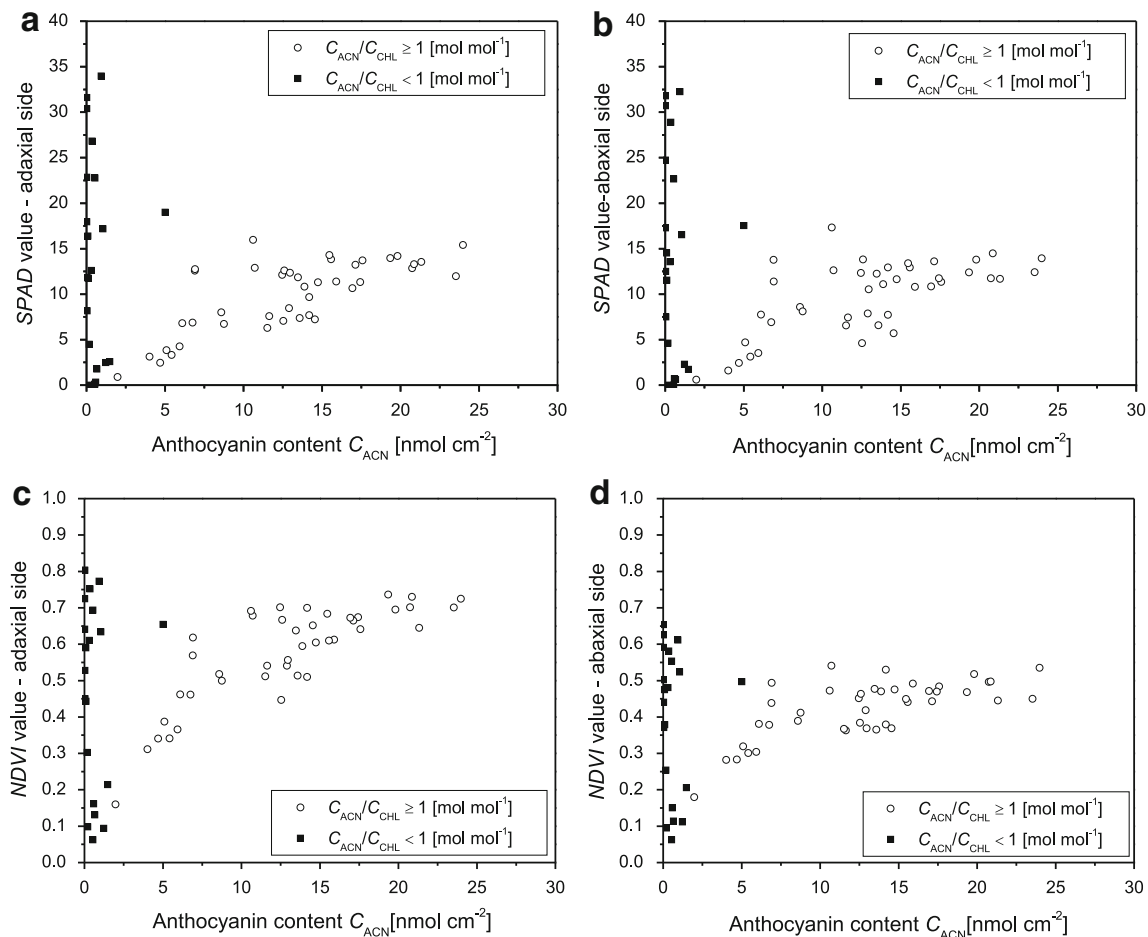 a
40
35
30
25
20
15
10
5
0
0 5 10 15 20 25 30
SPAD value - adaxial side
Anthocyanin content C_ACN [nmol cm⁻²]
C_ACN/C_CHL ≥ 1 [mol mol⁻¹]
C_ACN/C_CHL < 1 [mol mol⁻¹]
b
40
35
30
25
20
15
10
5
0
0 5 10 15 20 25 30
SPAD value-abaxial side
Anthocyanin content C_ACN[nmol cm⁻²]
C_ACN/C_CHL ≥ 1 [mol mol⁻¹]
C_ACN/C_CHL < 1 [mol mol⁻¹]
c
1.0
0.9
0.8
0.7
0.6
0.5
0.4
0.3
0.2
0.1
0.0
0 5 10 15 20 25 30
NDVI value - adaxial side
Anthocyanin content C_ACN[nmol cm⁻²]
C_ACN/C_CHL ≥ 1 [mol mol⁻¹]
C_ACN/C_CHL < 1 [mol mol⁻¹]
d
1.0
0.9
0.8
0.7
0.6
0.5
0.4
0.3
0.2
0.1
0.0
0 5 10 15 20 25 30
NDVI value - abaxial side
Anthocyanin content C_ACN[nmol cm⁻²]
C_ACN/C_CHL ≥ 1 [mol mol⁻¹]
C_ACN/C_CHL < 1 [mol mol⁻¹]